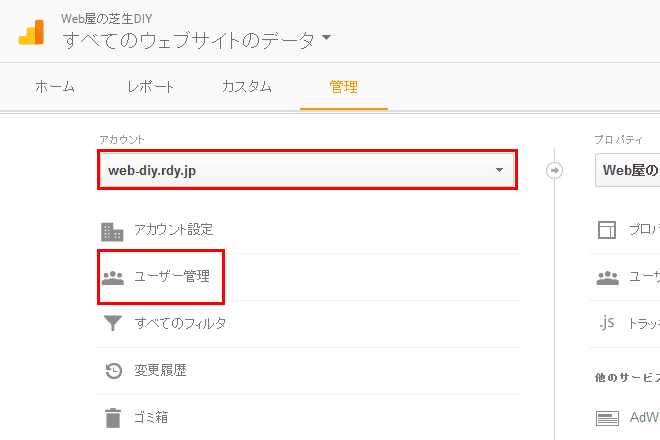 Web屋の芝生DIY
すべてのウェブサイトのデータ
ホーム レポート カスタム 管理
アカウント
web-diy.rdy.jp
アカウント設定
ユーザー管理
すべてのフィルタ
変更履歴
ゴミ箱
プロパティ
Web屋の
プロパ
ユーザ
.js トラッキ
他のサービス
AdWo